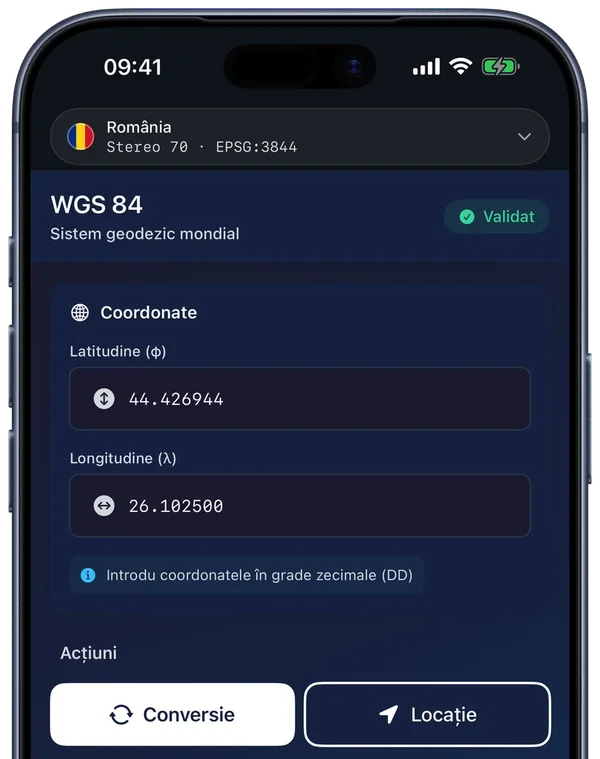 09:41
România
Stereo 70 · EPSG:3844
WGS 84
Validat
Sistem geodezic mondial
Coordonate
Latitudine (φ)
44.426944
Longitudine (λ)
26.102500
Introdu coordonatele în grade zecimale (DD)
Acțiuni
Conversie
Locație